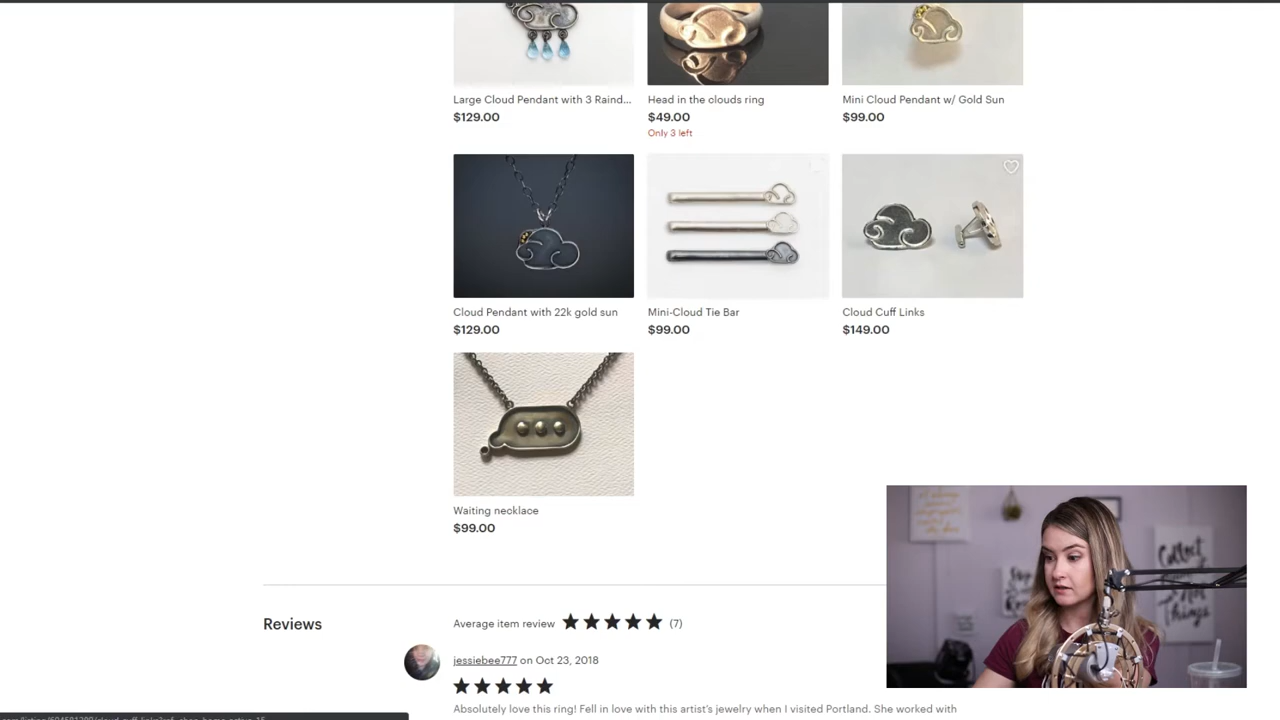 Large Cloud Pendant with 3 Raind...
$129.00
Head in the clouds ring
$49.00
Only 3 left
Mini Cloud Pendant w/ Gold Sun
$99.00
Cloud Pendant with 22k gold sun
$129.00
Mini-Cloud Tie Bar
$99.00
Cloud Cuff Links
$149.00
Waiting necklace
$99.00
Reviews
Average item review ★★★★★ (7)
jessiebee777 on Oct 23, 2018
★★★★★
Absolutely love this ring! Fell in love with this artist's jewelry when I visited Portland. She worked with
Collect
not
Things